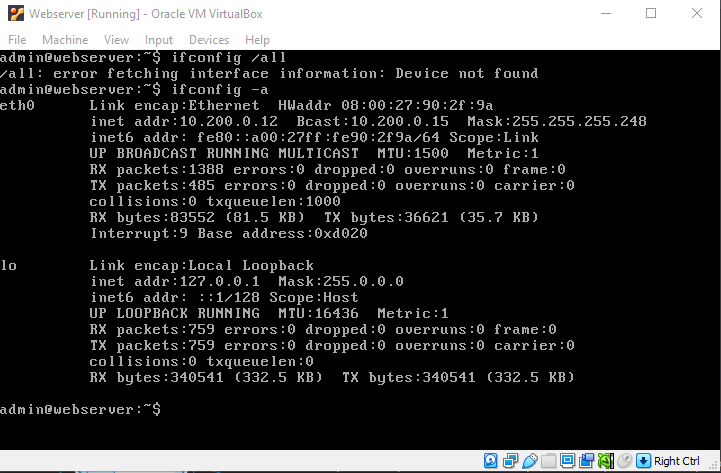 Webserver [Running] - Oracle VM VirtualBox
File Machine View Input Devices Help
admin@webserver:~$ ifconfig /all
/all: error fetching interface information: Device not found
admin@webserver:~$ ifconfig -a
eth0 Link encap:Ethernet HWaddr 08:00:27:90:2f:9a
inet addr:10.200.0.12 Bcast:10.200.0.15 Mask:255.255.255.248
inet6 addr: fe80::a00:27ff:fe90:2f9a/64 Scope:Link
UP BROADCAST RUNNING MULTICAST MTU:1500 Metric:1
RX packets:1388 errors:0 dropped:0 overruns:0 frame:0
TX packets:485 errors:0 dropped:0 overruns:0 carrier:0
collisions:0 txqueuelen:1000
RX bytes:83552 (81.5 KB) TX bytes:36621 (35.7 KB)
Interrupt:9 Base address:0xd020
lo Link encap:Local Loopback
inet addr:127.0.0.1 Mask:255.0.0.0
inet6 addr: ::1/128 Scope:Host
UP LOOPBACK RUNNING MTU:16436 Metric:1
RX packets:759 errors:0 dropped:0 overruns:0 frame:0
TX packets:759 errors:0 dropped:0 overruns:0 carrier:0
collisions:0 txqueuelen:0
RX bytes:340541 (332.5 KB) TX bytes:340541 (332.5 KB)
admin@webserver:~$
Right Ctrl